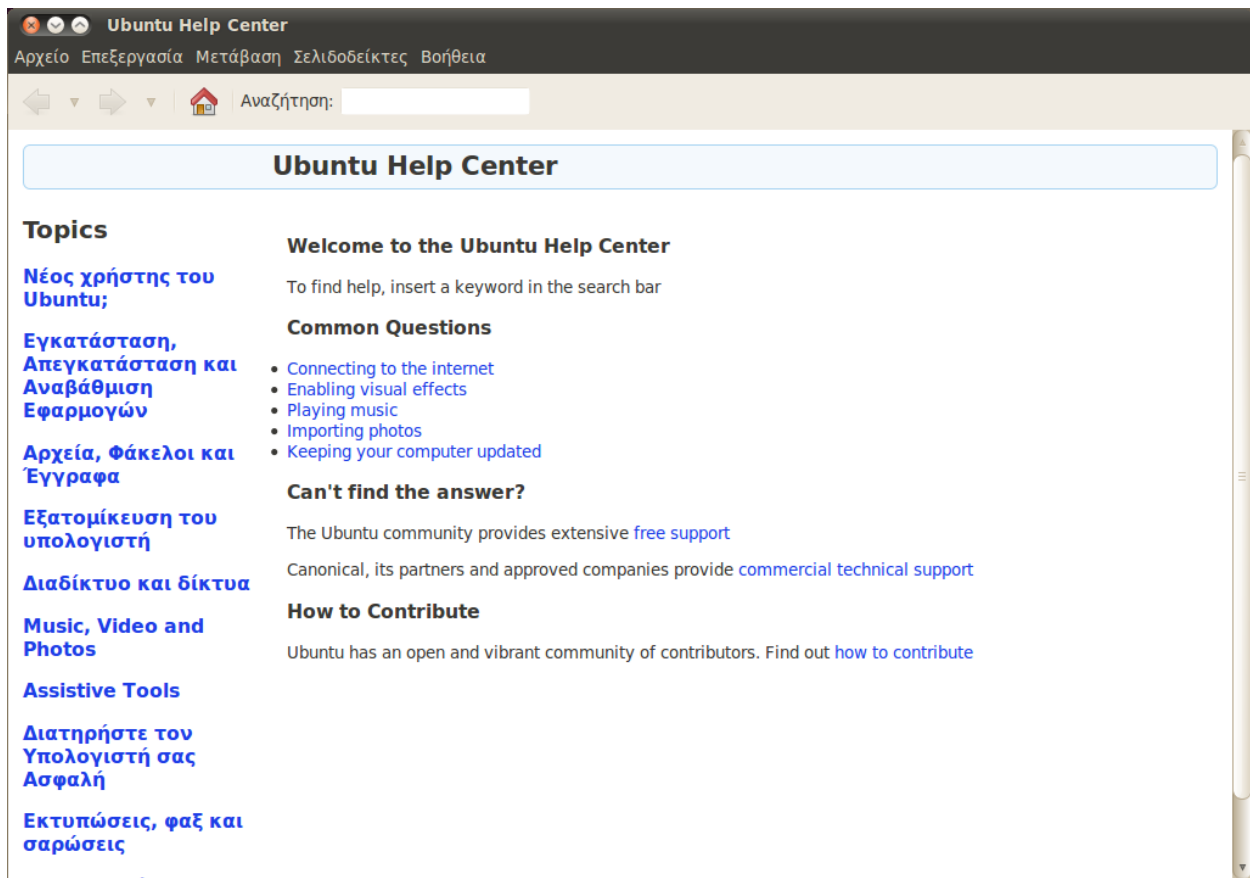 Ubuntu Help Center
Αρχείο Επεξεργασία Μετάβαση Σελιδοδείκτες Βοήθεια
Αναζήτηση:
Ubuntu Help Center
Topics
Νέος χρήστης του
Ubuntu;
Εγκατάσταση,
Απεγκατάσταση και
Αναβάθμιση
Εφαρμογών
Αρχεία, Φάκελοι και
Έγγραφα
Εξατομίκευση του
υπολογιστή
Διαδίκτυο και δίκτυα
Music, Video and
Photos
Assistive Tools
Διατηρήστε τον
Υπολογιστή σας
Ασφαλή
Εκτυπώσεις, φαξ και
σαρώσεις
Welcome to the Ubuntu Help Center
To find help, insert a keyword in the search bar
Common Questions
• Connecting to the internet
• Enabling visual effects
• Playing music
• Importing photos
• Keeping your computer updated
Can't find the answer?
The Ubuntu community provides extensive free support
Canonical, its partners and approved companies provide commercial technical support
How to Contribute
Ubuntu has an open and vibrant community of contributors. Find out how to contribute